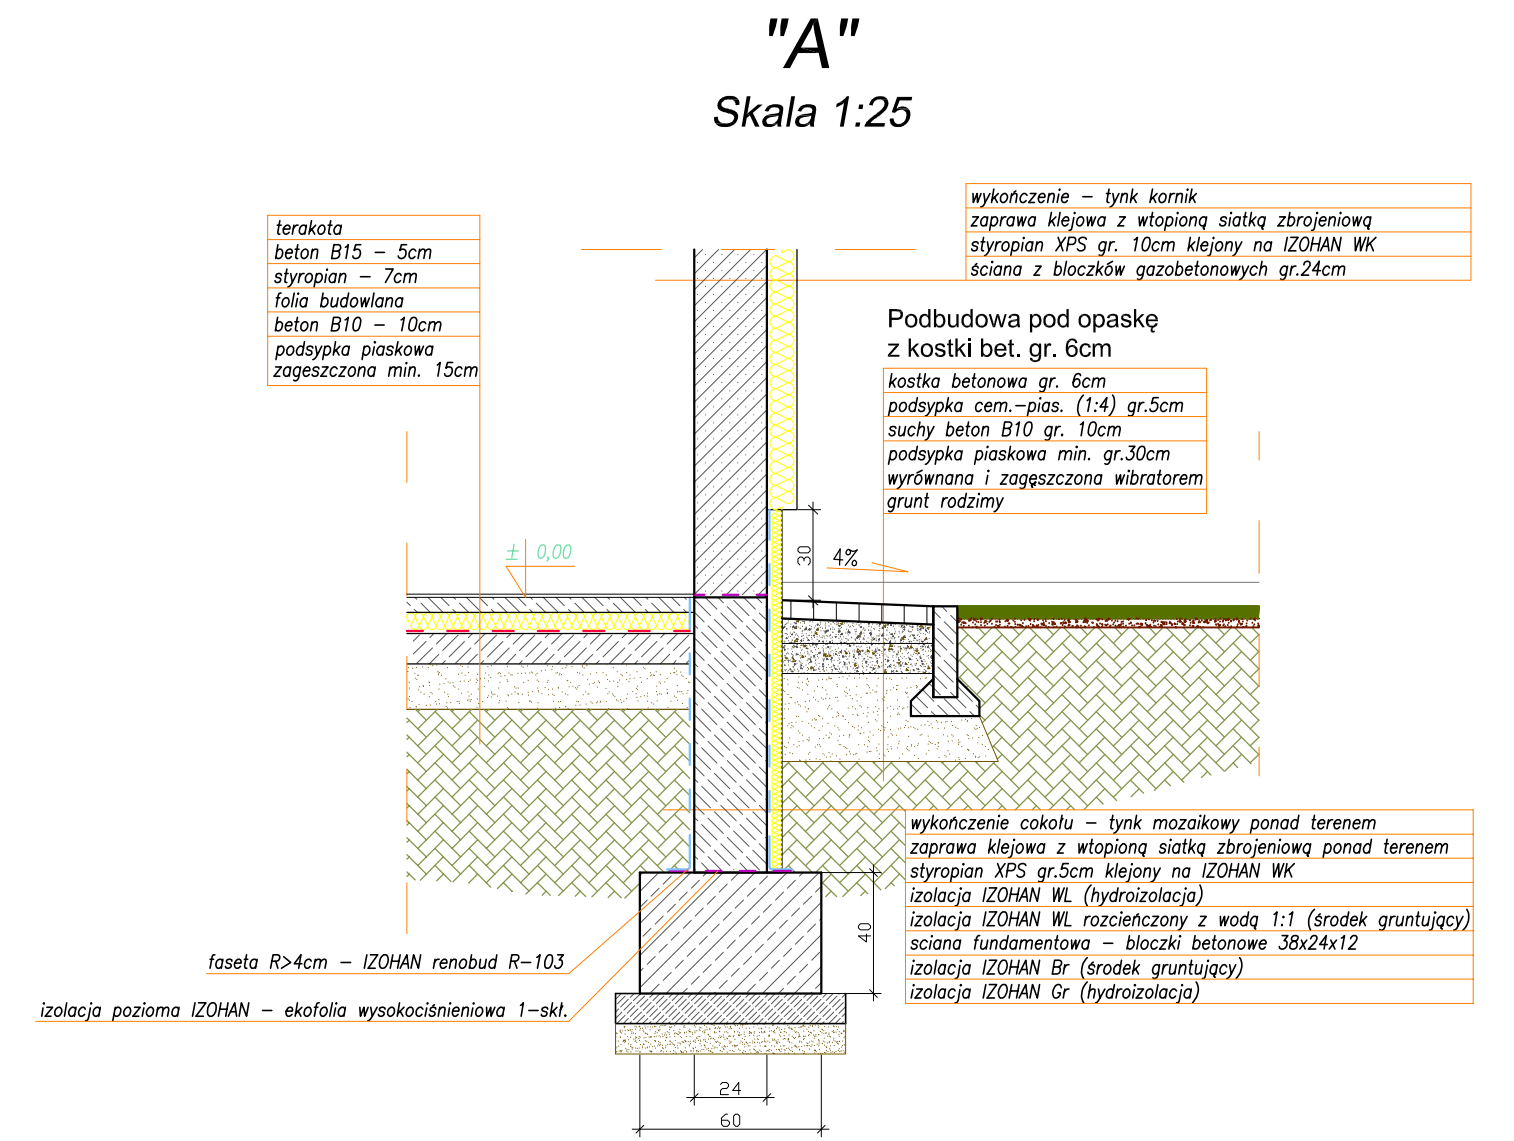 "A"
Skala 1:25
terakota
beton B15 – 5cm
styropian – 7cm
folia budowlana
beton B10 – 10cm
podsypka piaskowa
zageszczona min. 15cm
wykończenie – tynk kornik
zaprawa klejowa z wtopioną siatką zbrojeniową
styropian XPS gr. 10cm klejony na IZOHAN WK
ściana z bloczków gazobetonowych gr.24cm
Podbudowa pod opaskę
z kostki bet. gr. 6cm
kostka betonowa gr. 6cm
podsypka cem.–pias. (1:4) gr.5cm
suchy beton B10 gr. 10cm
podsypka piaskowa min. gr.30cm
wyrównana i zagęszczona wibratorem
grunt rodzimy
± 0,00
30
4%
wykończenie cokołu – tynk mozaikowy ponad terenem
zaprawa klejowa z wtopioną siatką zbrojeniową ponad terenem
styropian XPS gr.5cm klejony na IZOHAN WK
izolacja IZOHAN WL (hydroizolacja)
izolacja IZOHAN WL rozcieńczony z wodą 1:1 (środek gruntujący)
sciana fundamentowa – bloczki betonowe 38x24x12
izolacja IZOHAN Br (środek gruntujący)
izolacja IZOHAN Gr (hydroizolacja)
40
faseta R>4cm – IZOHAN renobud R–103
izolacja pozioma IZOHAN – ekofolia wysokociśnieniowa 1–skł.
24
60